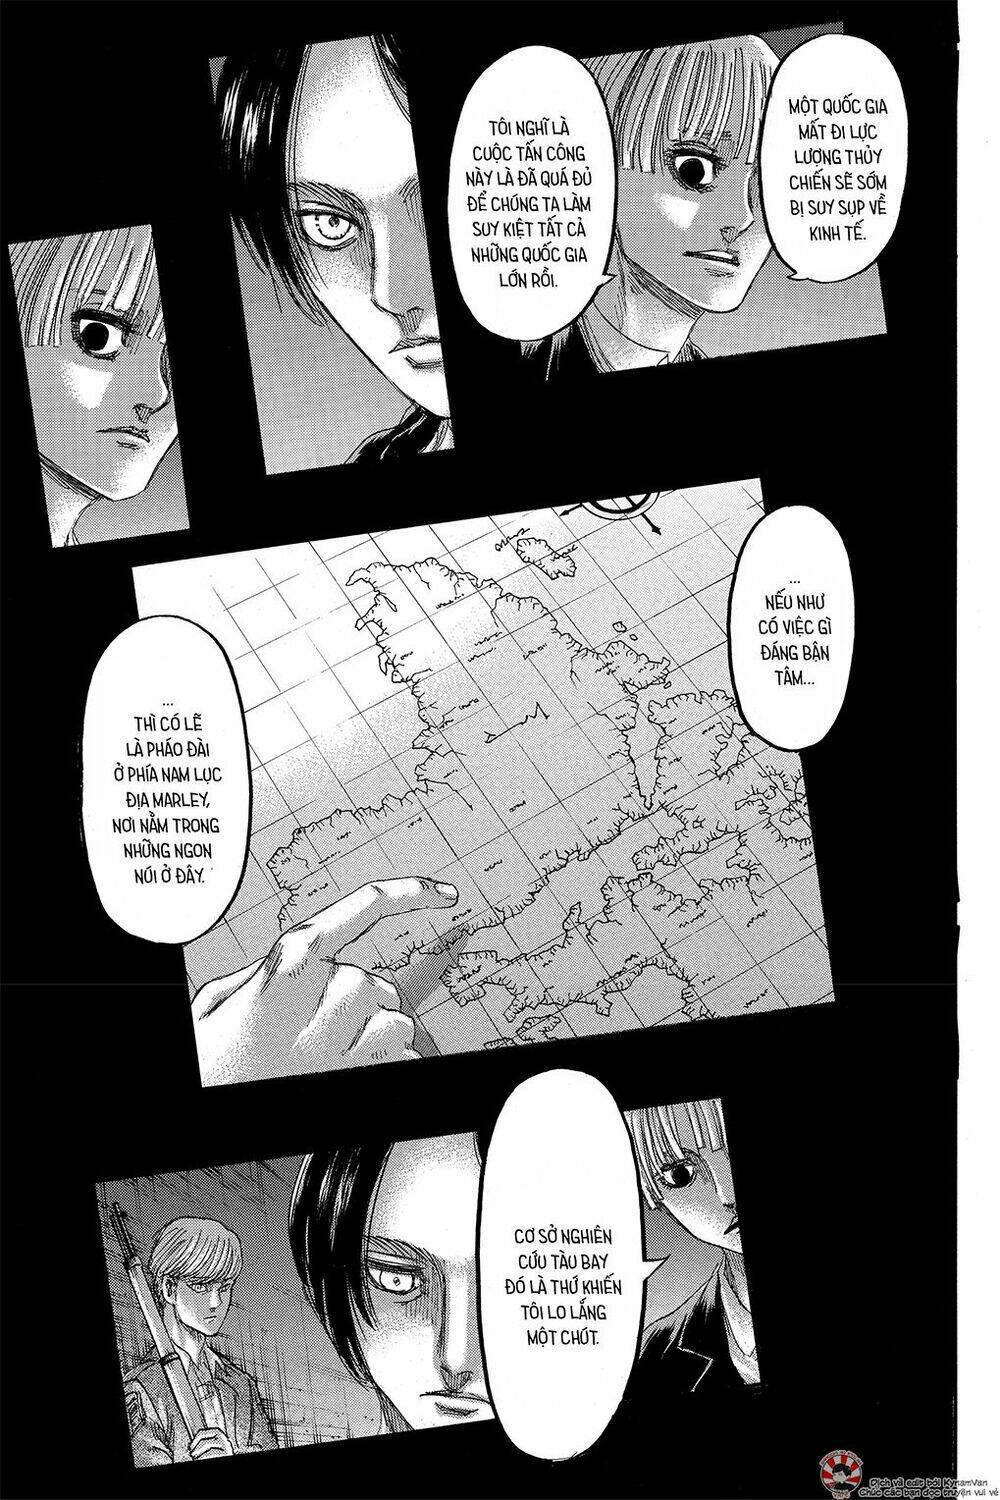 MỘT QUỐC GIA
MẤT ĐI LỰC
LƯỢNG THỦY
CHIẾN SẼ SỚM
BỊ SUY SỤP VỀ
KINH TẾ.
TÔI NGHĨ LÀ
CUỘC TẤN CÔNG
NÀY LÀ ĐÃ QUÁ ĐỦ
ĐỂ CHÚNG TA LÀM
SUY KIỆT TẤT CẢ
NHỮNG QUỐC GIA
LỚN RỒI.
...
NẾU NHƯ
CÓ VIỆC GÌ
ĐÁNG BẬN
TÂM...
...
THÌ CÓ LẼ
LÀ PHÁO ĐÀI
Ở PHÍA NAM LỤC
ĐỊA MARLEY,
NƠI NẰM TRONG
NHỮNG NGON
NÚI Ở ĐÂY.
CƠ SỞ NGHIÊN
CỨU TÀU BAY
ĐÓ LÀ THỨ KHIẾN
TÔI LO LẮNG
MỘT CHÚT.
Dịch và edit bởi KynamVan
Chúc các bạn đọc truyện vui vẻ